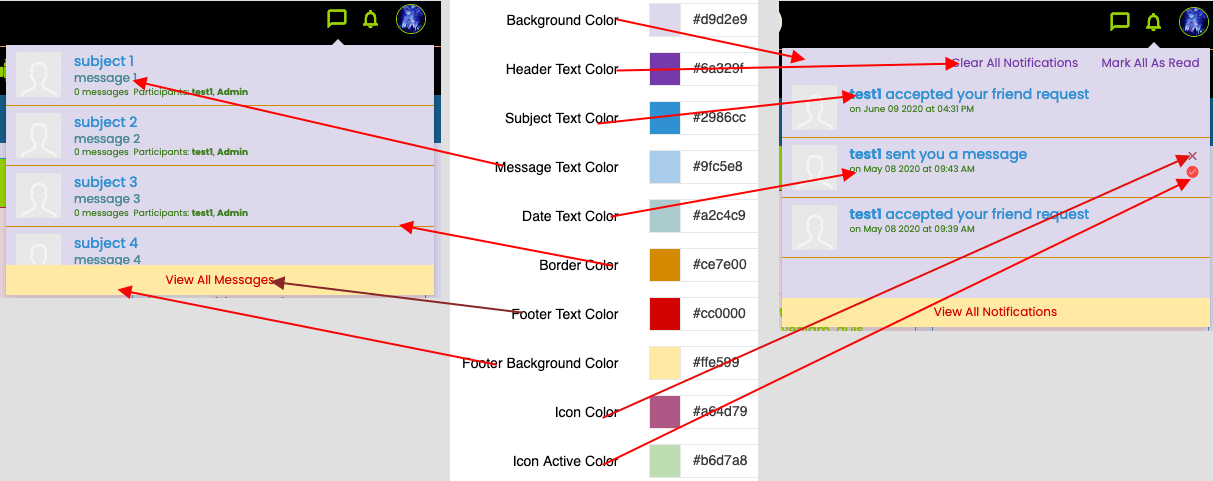 subject 1
message 1
0 messages Participants: test1, Admin
subject 2
message 2
0 messages Participants: test1, Admin
subject 3
message 3
0 messages Participants: test1, Admin
subject 4
message 4
View All Messages
Background Color #d9d2e9
Header Text Color #6a329f
Subject Text Color #2986cc
Message Text Color #9fc5e8
Date Text Color #a2c4c9
Border Color #ce7e00
Footer Text Color #cc0000
Footer Background Color #ffe599
Icon Color #a64d79
Icon Active Color #b6d7a8
Clear All Notifications Mark All As Read
test1 accepted your friend request
on June 09 2020 at 04:31 PM
test1 sent you a message
on May 08 2020 at 09:43 AM
test1 accepted your friend request
on May 08 2020 at 09:39 AM
View All Notifications